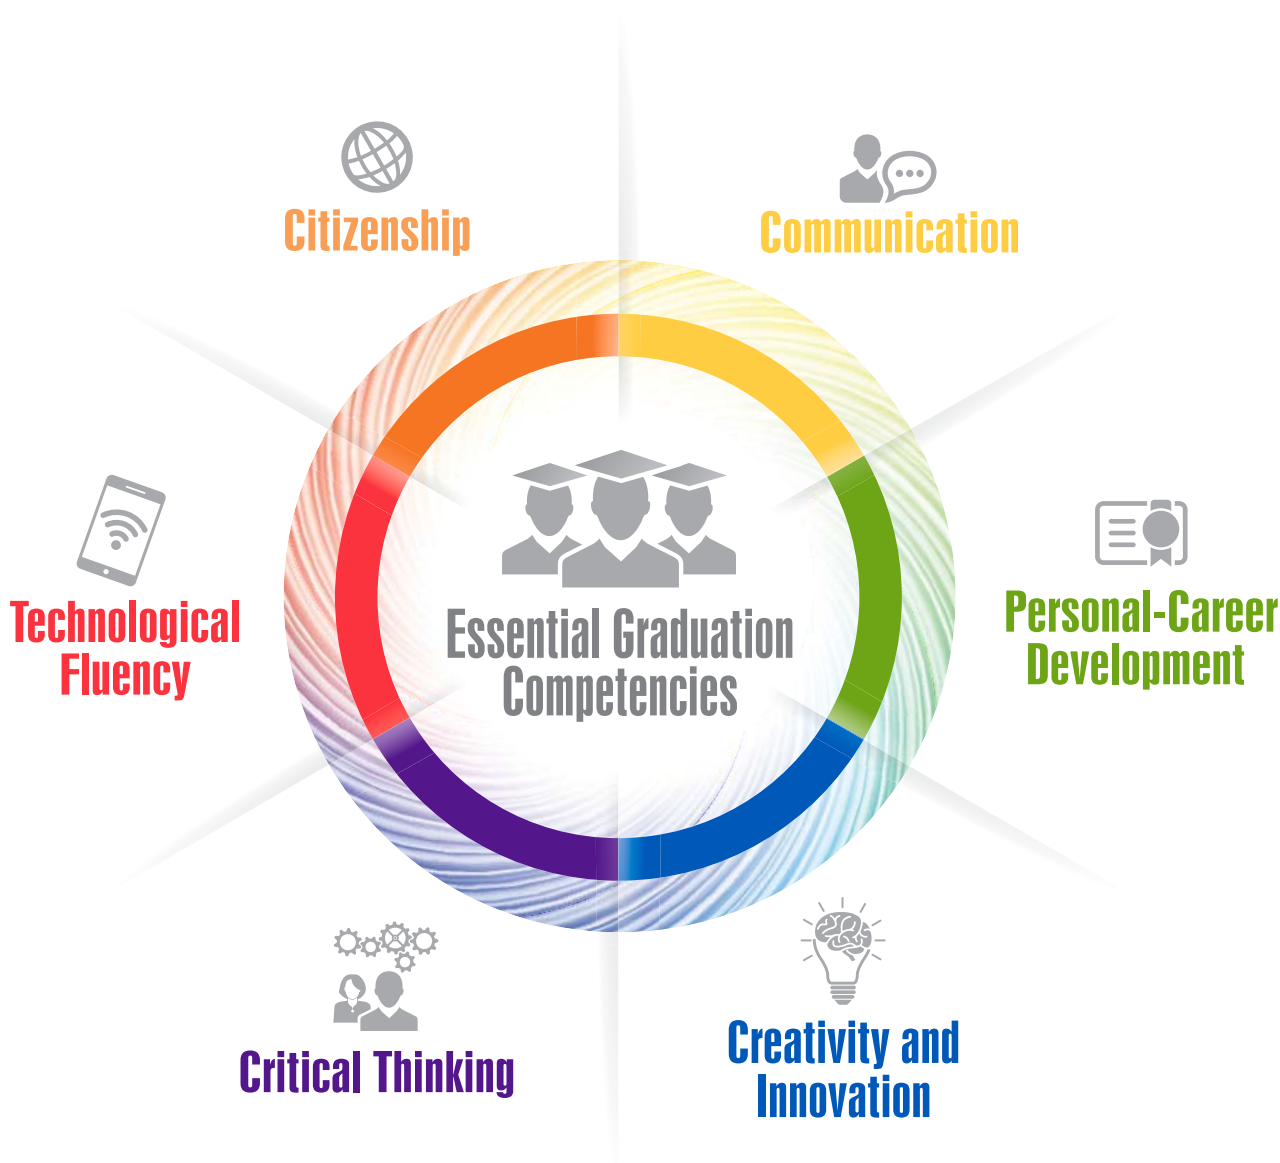 Citizenship
Communication
Technological
Fluency
Essential Graduation
Competencies
Personal-Career
Development
Critical Thinking
Creativity and
Innovation